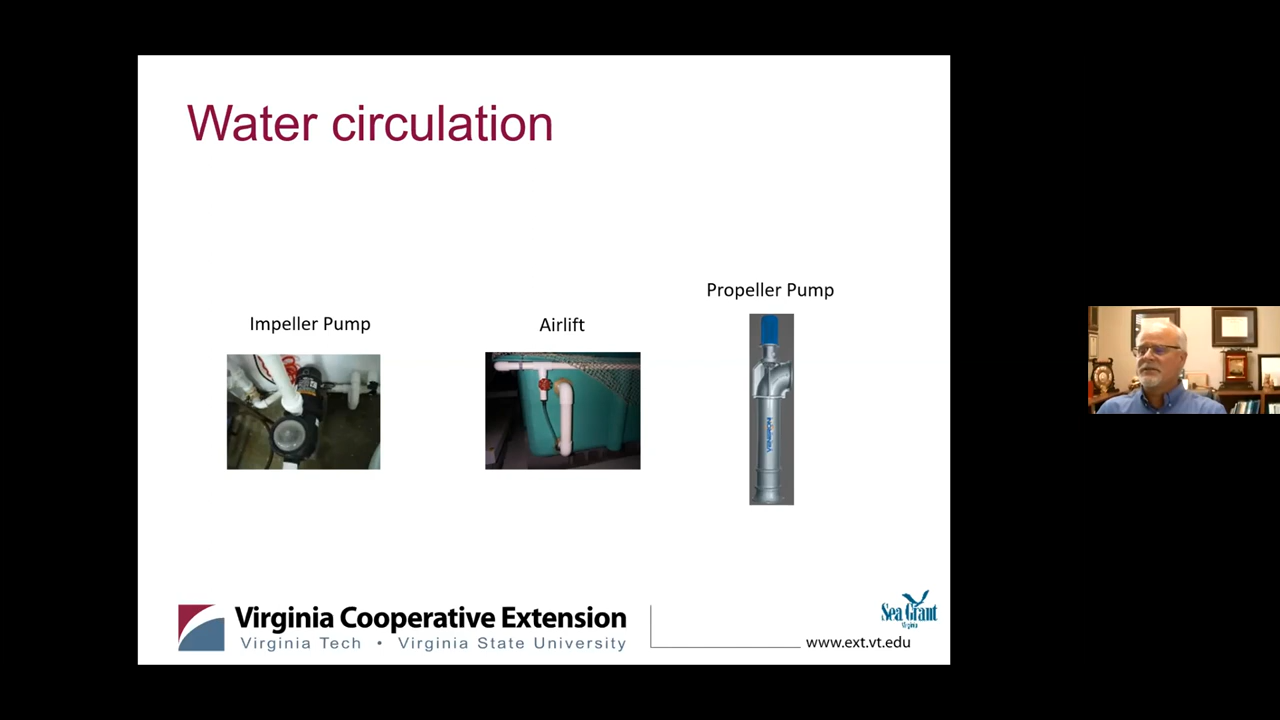 Water circulation
Propeller Pump
Impeller Pump
Airlift
Virginia Cooperative Extension
Virginia Tech • Virginia State University
Sea Grant
Virginia
www.ext.vt.edu